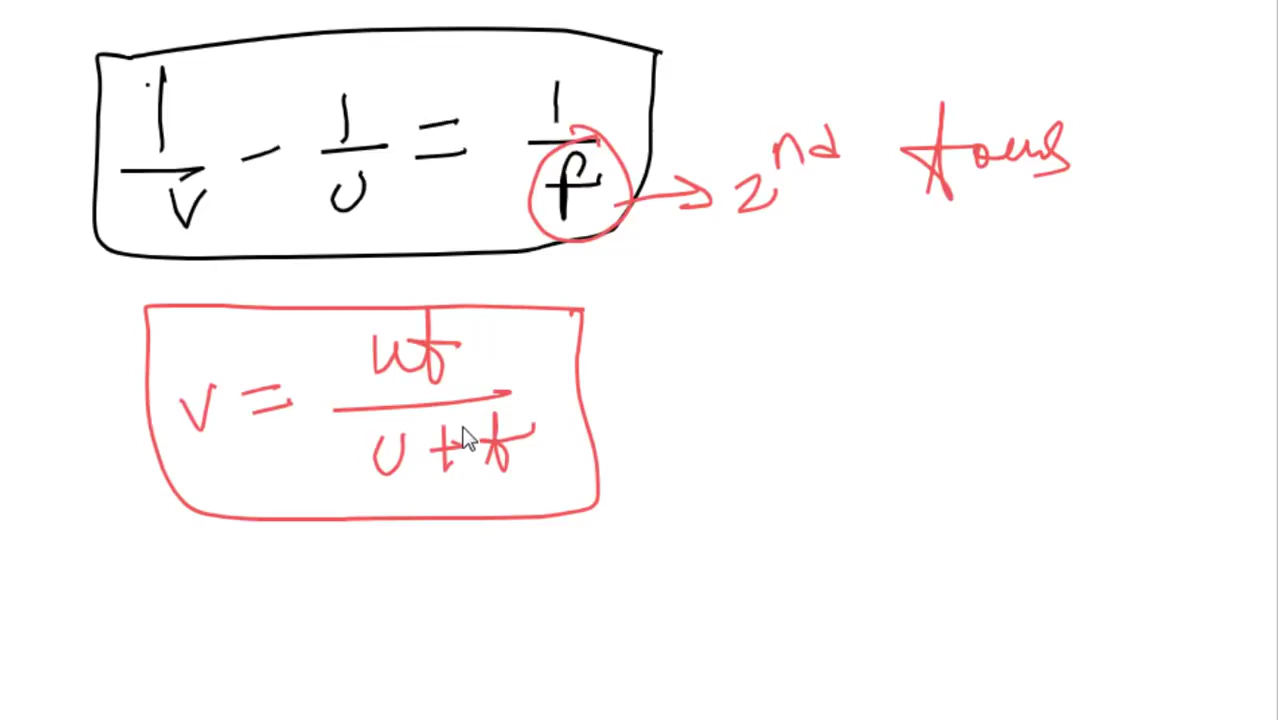 1/v - 1/u = 1/f → 2nd focus
v = uf/u+f